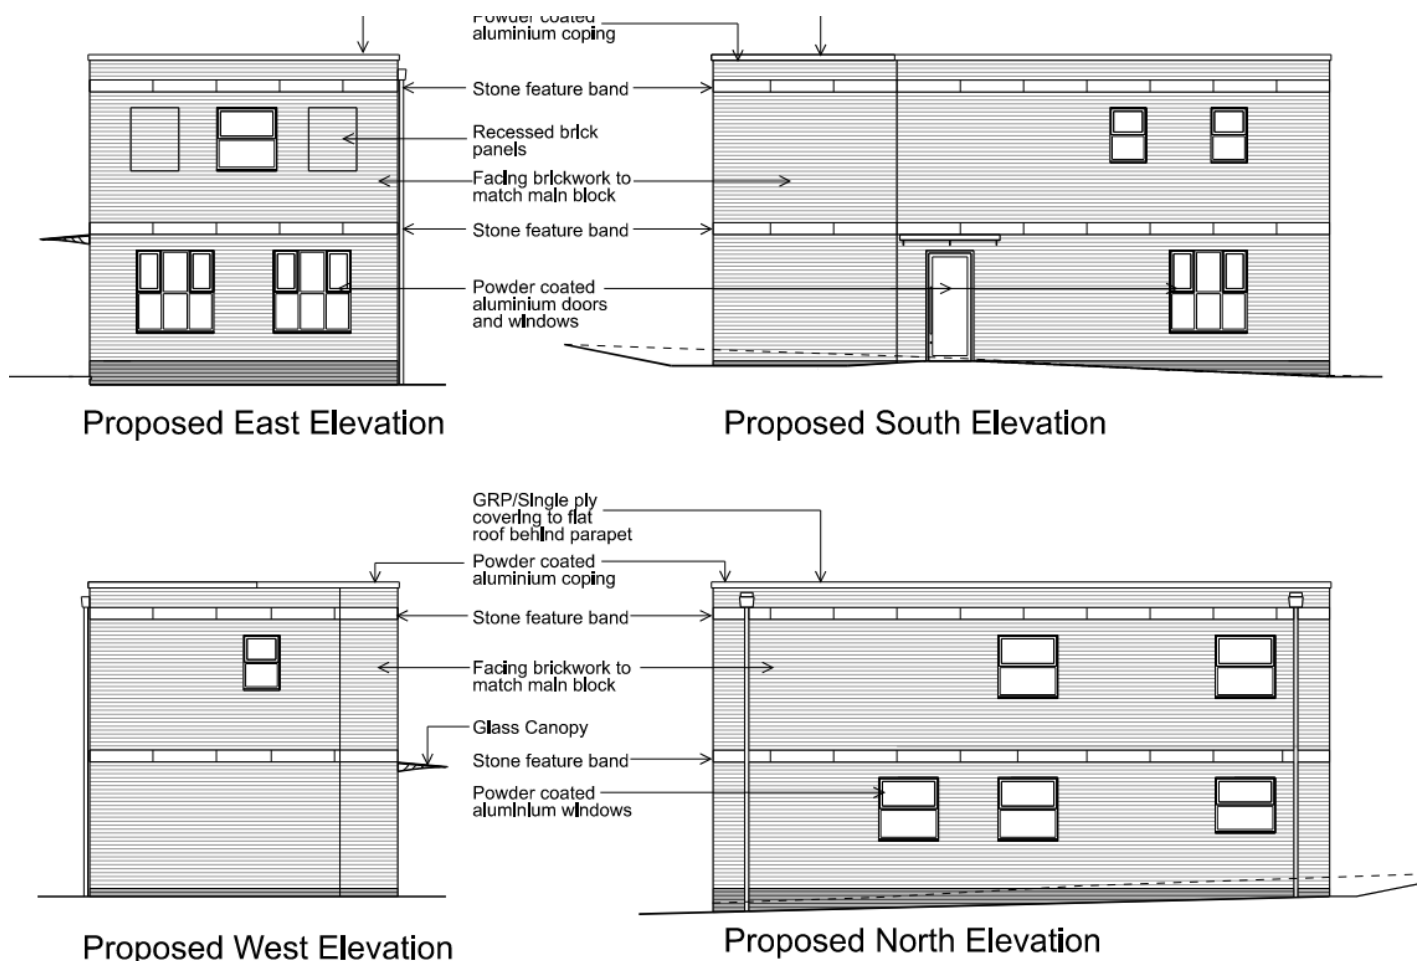 Powder coated
aluminium coping
Stone feature band
Recessed brick
panels
Facing brickwork to
match main block
Stone feature band
Powder coated
aluminium doors
and windows
Proposed East Elevation
Proposed South Elevation
GRP/Single ply
covering to flat
roof behind parapet
Powder coated
aluminium coping
Stone feature band
Facing brickwork to
match main block
Glass Canopy
Stone feature band
Powder coated
aluminium windows
Proposed West Elevation
Proposed North Elevation